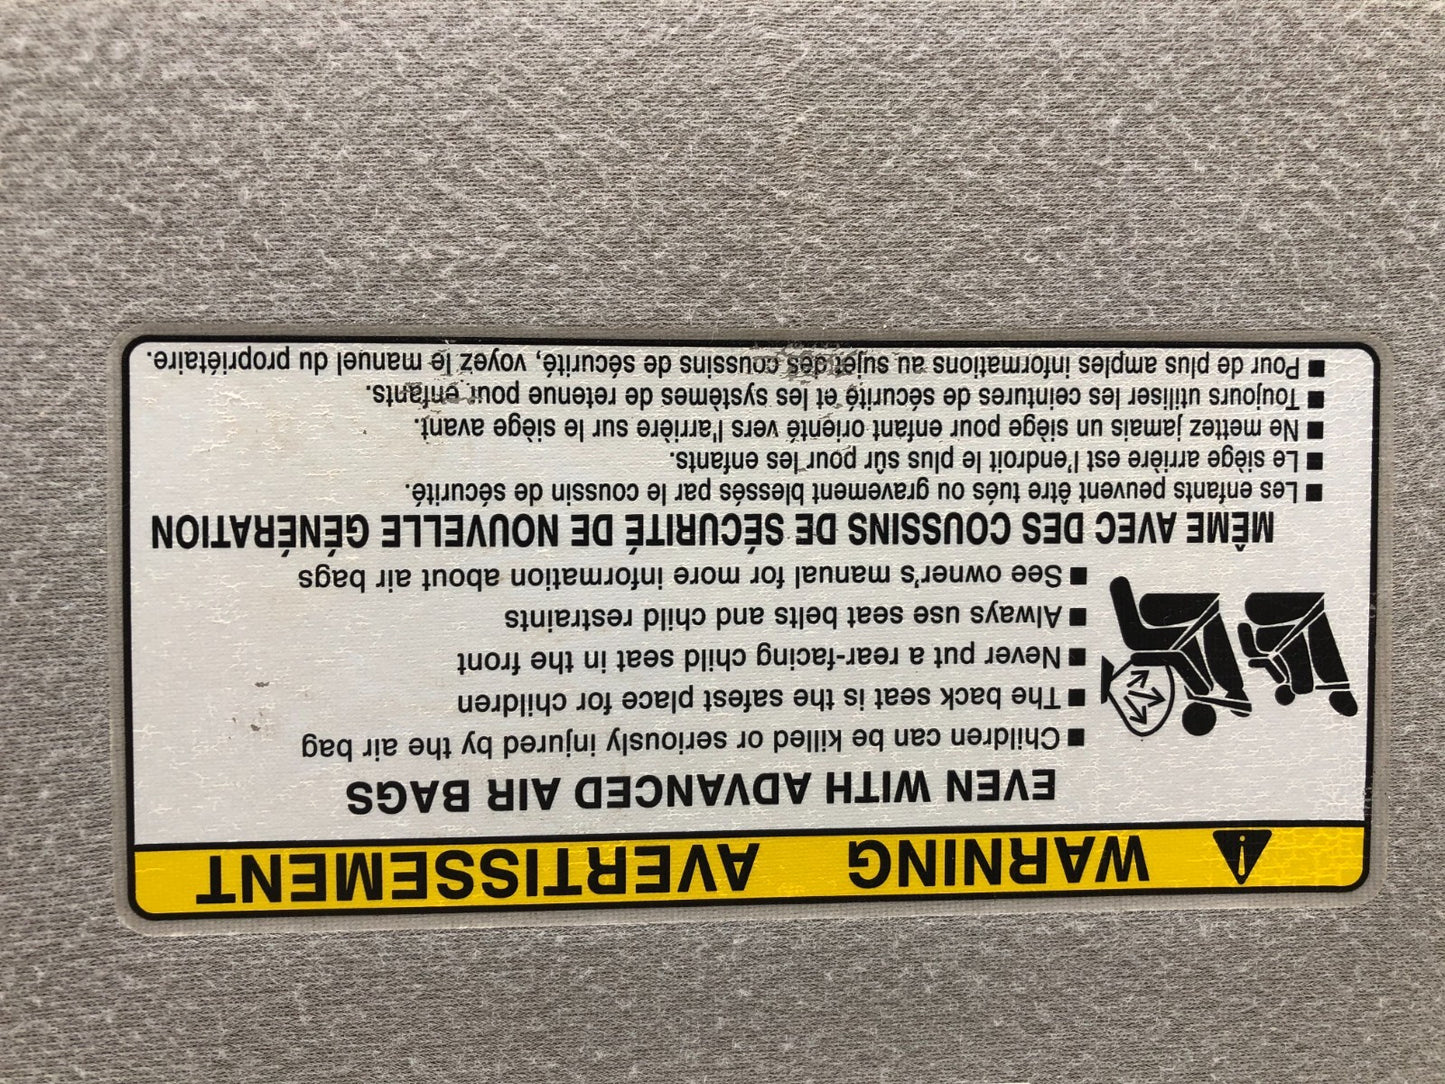 WARNING AVERTISSEMENT
EVEN WITH ADVANCED AIR BAGS
■ Children can be killed or seriously injured by the air bag
■ The back seat is the safest place for children
■ Never put a rear-facing child seat in the front
■ Always use seat belts and child restraints
■ See owner's manual for more information about air bags
MÊME AVEC DES COUSSINS DE SÉCURITÉ DE NOUVELLE GÉNÉRATION
■ Les enfants peuvent être tués ou gravement blessés par le coussin de sécurité.
■ Le siège arrière est l'endroit le plus sûr pour les enfants.
■ Ne mettez jamais un siège pour enfant orienté vers l'arrière sur le siège avant.
■ Toujours utiliser les ceintures de sécurité et les systèmes de retenue pour enfants.
■ Pour de plus amples informations au sujet des coussins de sécurité, voyez le manuel du propriétaire.